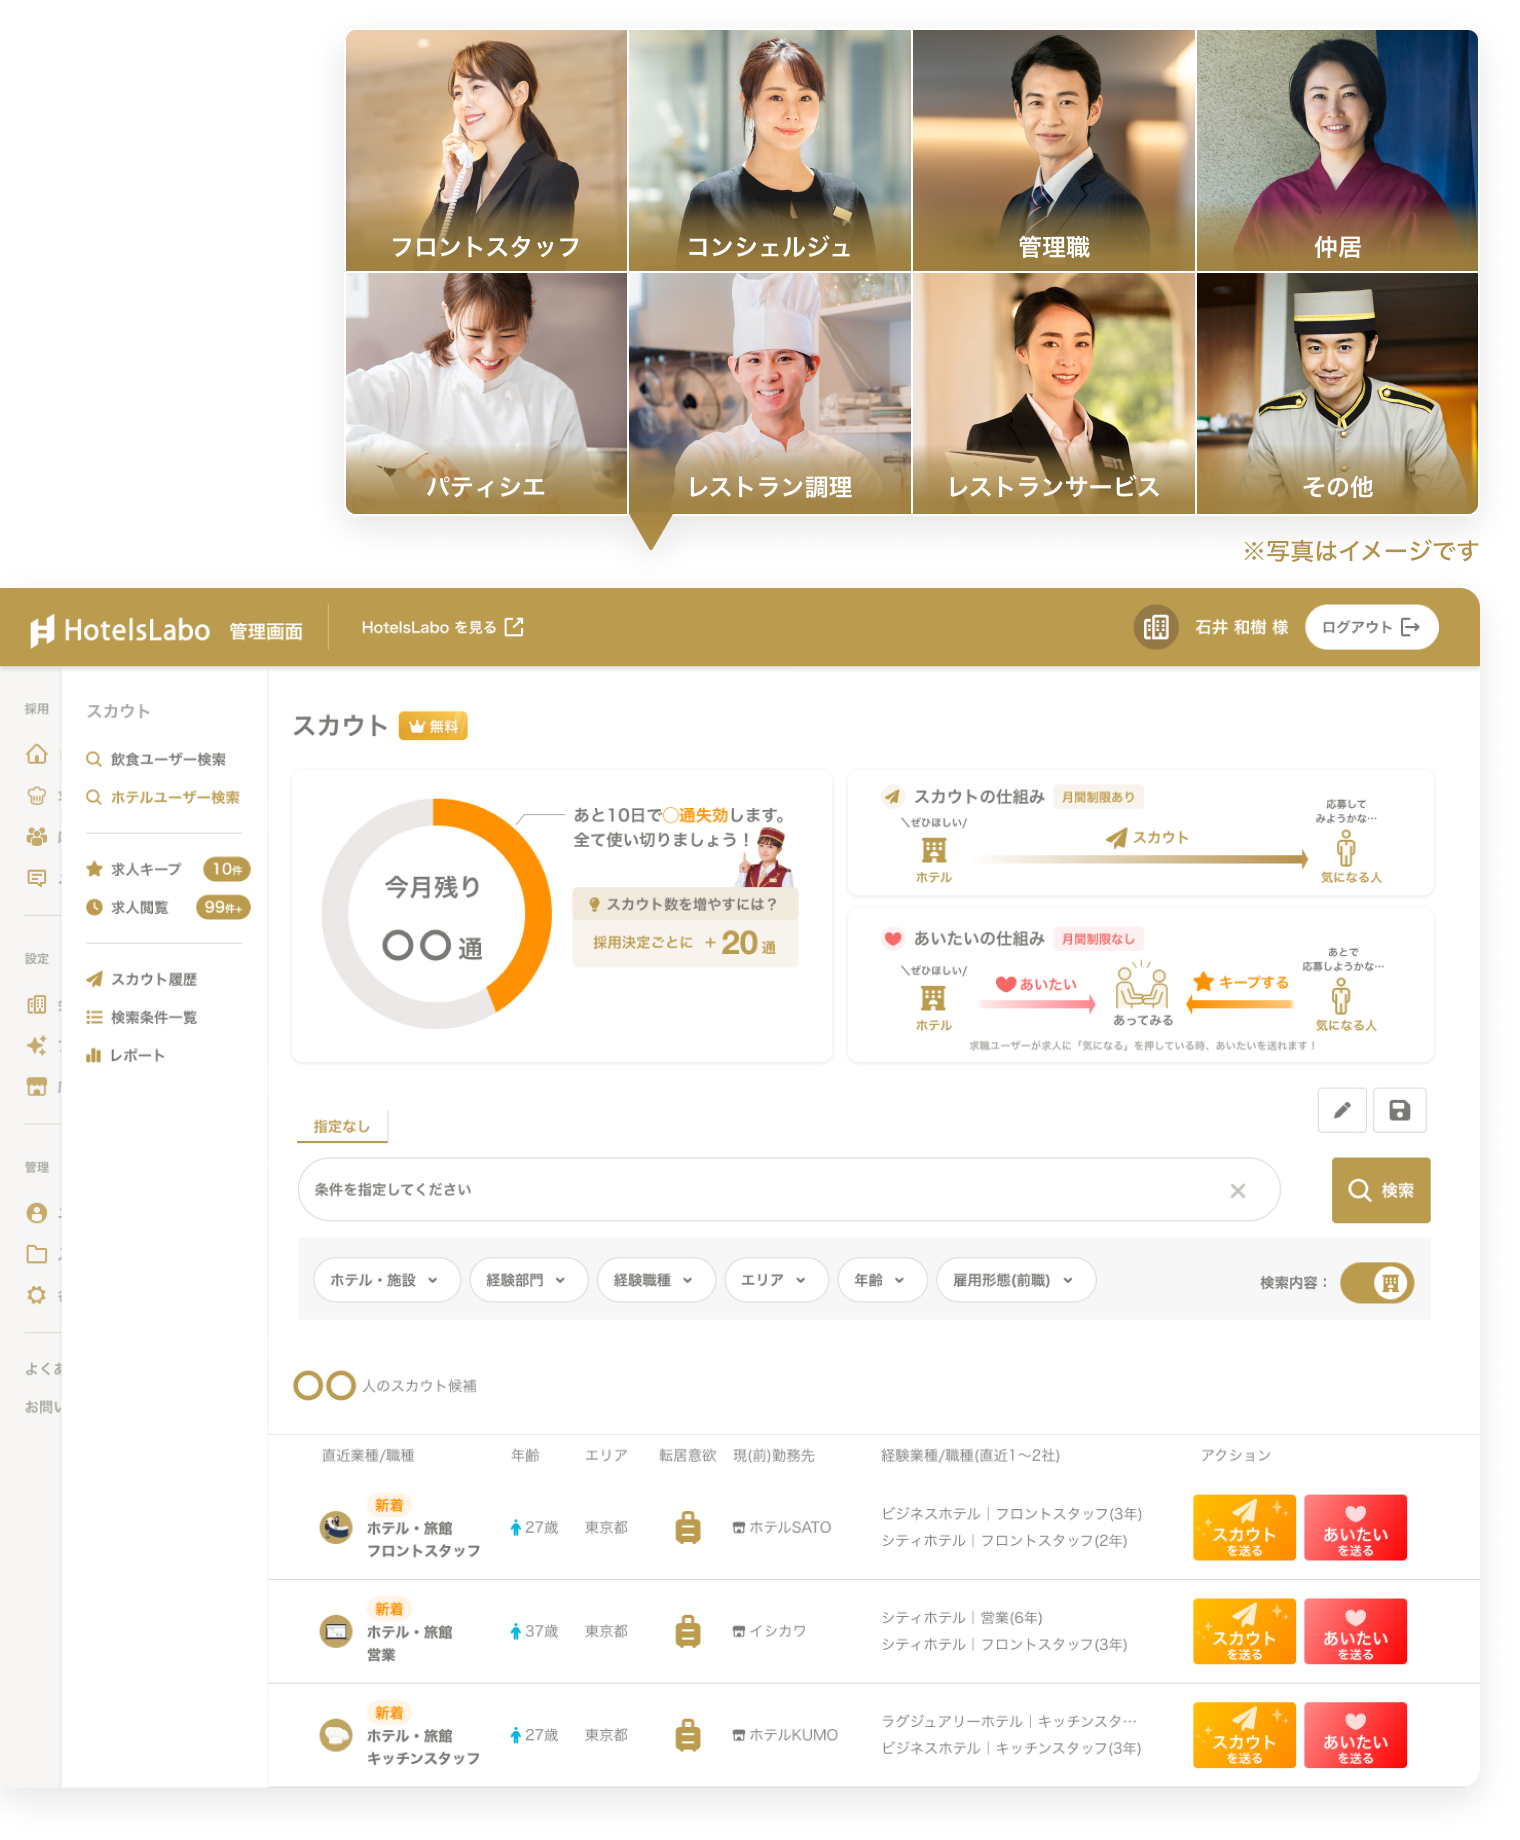 フロントスタッフ
コンシェルジュ
管理職
仲居
パティシエ
レストラン調理
レストランサービス
その他
※写真はイメージです
HotelsLabo 管理画面
HotelsLabo を見る
石井 和樹 様
ログアウト
採用
設定
管理
よくあ
お問い
スカウト
飲食ユーザー検索
ホテルユーザー検索
求人キープ 10件
求人閲覧 99件+
スカウト履歴
検索条件一覧
レポート
スカウト 無料
今月残り
〇〇通
あと10日で〇通失効します。
全て使い切りましょう！
スカウト数を増やすには？
採用決定ごとに +20通
スカウトの仕組み 月間制限あり
＼ぜひほしい/
ホテル
スカウト
応募して
みようかな…
気になる人
あいたいの仕組み 月間制限なし
＼ぜひほしい/
ホテル
あいたい
あってみる
キープする
あとで
応募しようかな…
気になる人
求職ユーザーが求人に「気になる」を押している時、あいたいを送れます！
指定なし
条件を指定してください
検索
ホテル・施設
経験部門
経験職種
エリア
年齢
雇用形態(前職)
検索内容：
〇〇人のスカウト候補
直近業種/職種 年齢 エリア 転居意欲 現(前)勤務先 経験業種/職種(直近1〜2社) アクション
新着
ホテル・旅館
フロントスタッフ
27歳 東京都 ホテルSATO
ビジネスホテル｜フロントスタッフ(3年)
シティホテル｜フロントスタッフ(2年)
スカウト
を送る
あいたい
を送る
新着
ホテル・旅館
営業
37歳 東京都 イシカワ
シティホテル｜営業(6年)
シティホテル｜フロントスタッフ(3年)
スカウト
を送る
あいたい
を送る
新着
ホテル・旅館
キッチンスタッフ
27歳 東京都 ホテルKUMO
ラグジュアリーホテル｜キッチンスタ…
ビジネスホテル｜キッチンスタッフ(3年)
スカウト
を送る
あいたい
を送る